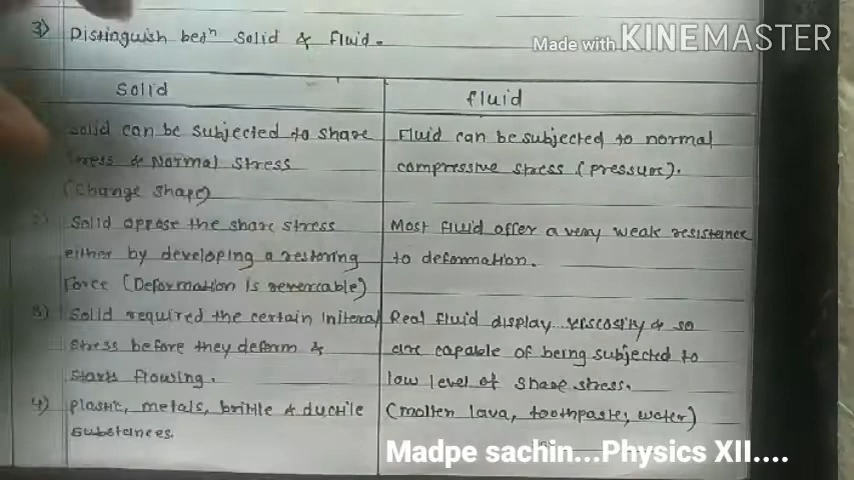 3) Distinguish betn solid & fluid.
Made with KINEMASTER
solid
fluid
solid can be subjected to share
stress & Normal stress
(Change shape)
Fluid can be subjected to normal
compressive stress (pressure).
2) Solid oppose the share stress
either by developing a restoring
Force (Deformation is
Most fluid offer a very weak resistance
to deformation.
3) Solid required the certain
stress before they deform &
starts flowing.
Real fluid display viscosity & so
are capable of being subjected to
low level of share stress.
4) plastic, metals, brittle & ductile
substances.
(molten lava, toothpaste, water)
Madpe sachin...Physics XII....